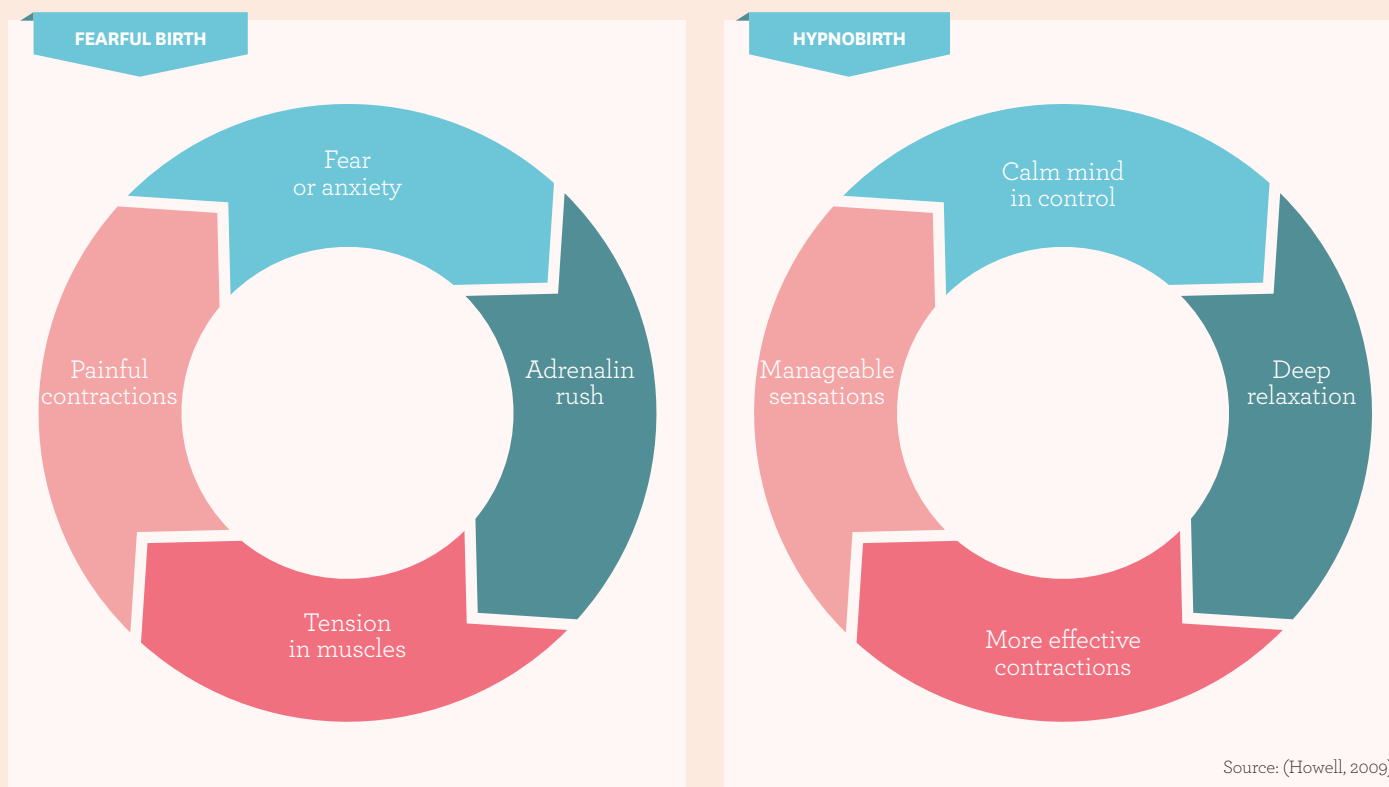 FEARFUL BIRTH
Fear
or anxiety
Adrenalin
rush
Tension
in muscles
Painful
contractions
HYPNOBIRTH
Calm mind
in control
Deep
relaxation
More effective
contractions
Manageable
sensations
Source: (Howell, 2009)